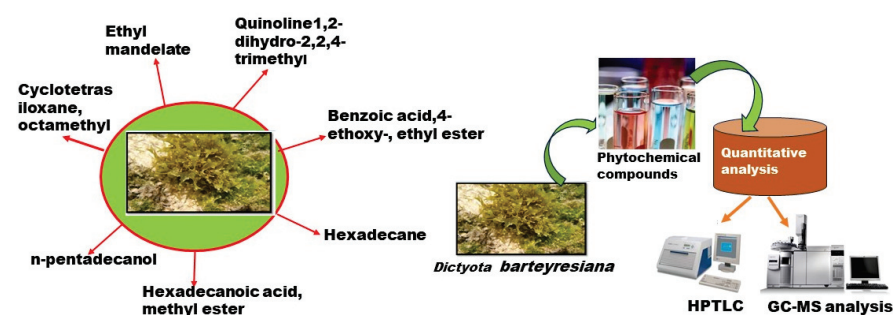 Ethyl
mandelate
Quinoline1,2-
dihydro-2,2,4-
trimethyl
Cyclotetras
iloxane,
octamethyl
Benzoic acid,4-
ethoxy-, ethyl ester
n-pentadecanol
Hexadecane
Hexadecanoic acid,
methyl ester
Dictyota barteyresiana
Phytochemical
compounds
Quantitative
analysis
HPTLC
GC-MS analysis